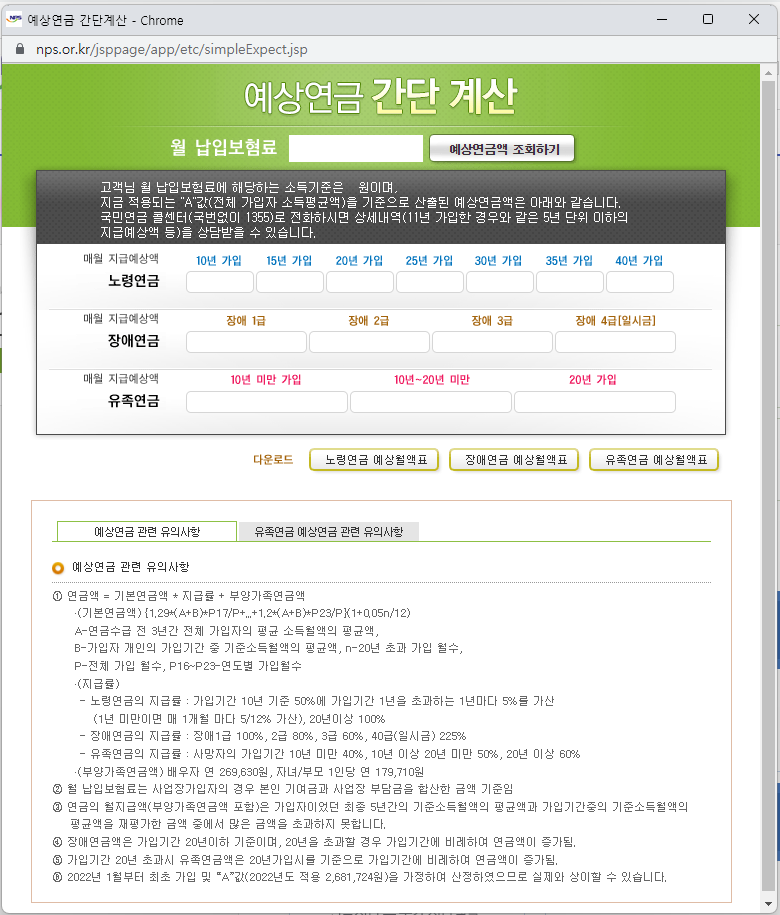 NPS 예상연금 간단계산 - Chrome
nps.or.kr/jsppage/app/etc/simpleExpect.jsp
예상연금 간단 계산
월 납입보험료 예상연금액 조회하기
고객님 월 납입보험료에 해당하는 소득기준은 원이며,
지금 적용되는 "A"값(전체 가입자 소득평균액)을 기준으로 산출된 예상연금액은 아래와 같습니다.
국민연금 콜센터(국번없이 1355)로 전화하시면 상세내역(11년 가입한 경우와 같은 5년 단위 이하의
지급예상액 등)을 상담받을 수 있습니다.
매월 지급예상액 10년 가입 15년 가입 20년 가입 25년 가입 30년 가입 35년 가입 40년 가입
노령연금
매월 지급예상액 장애 1급 장애 2급 장애 3급 장애 4급[일시금]
장애연금
매월 지급예상액 10년 미만 가입 10년~20년 미만 20년 가입
유족연금
다운로드 노령연금 예상월액표 장애연금 예상월액표 유족연금 예상월액표
예상연금 관련 유의사항 유족연금 예상연금 관련 유의사항
예상연금 관련 유의사항
① 연금액 = 기본연금액 * 지급률 + 부양가족연금액
·(기본연금액) {1.29*(A+B)*P17/P+...+1.2*(A+B)*P23/P}(1+0.05n/12)
A-연금수급 전 3년간 전체 가입자의 평균 소득월액의 평균액,
B-가입자 개인의 가입기간 중 기준소득월액의 평균액, n-20년 초과 가입 월수,
P-전체 가입 월수, P16~P23-연도별 가입월수
·(지급률)
- 노령연금의 지급률 : 가입기간 10년 기준 50%에 가입기간 1년을 초과하는 1년마다 5%를 가산
(1년 미만이면 매 1개월 마다 5/12% 가산), 20년이상 100%
- 장애연금의 지급률 : 장애1급 100%, 2급 80%, 3급 60%, 40급(일시금) 225%
- 유족연금의 지급률 : 사망자의 가입기간 10년 미만 40%, 10년 이상 20년 미만 50%, 20년 이상 60%
·(부양가족연금액) 배우자 연 269,630원, 자녀/부모 1인당 연 179,710원
② 월 납입보험료는 사업장가입자의 경우 본인 기여금과 사업장 부담금을 합산한 금액 기준임
③ 연금의 월지급액(부양가족연금액 포함)은 가입자이었던 최종 5년간의 기준소득월액의 평균액과 가입기간중의 기준소득월액의
평균액을 재평가한 금액 중에서 많은 금액을 초과하지 못합니다.
④ 장애연금액은 가입기간 20년이하 기준이며, 20년을 초과할 경우 가입기간에 비례하여 연금액이 증가됨.
⑤ 가입기간 20년 초과시 유족연금액은 20년가입시를 기준으로 가입기간에 비례하여 연금액이 증가됨.
⑥ 2022년 1월부터 최초 가입 및 "A"값(2022년도 적용 2,681,724원)을 가정하여 산정하였으므로 실제와 상이할 수 있습니다.